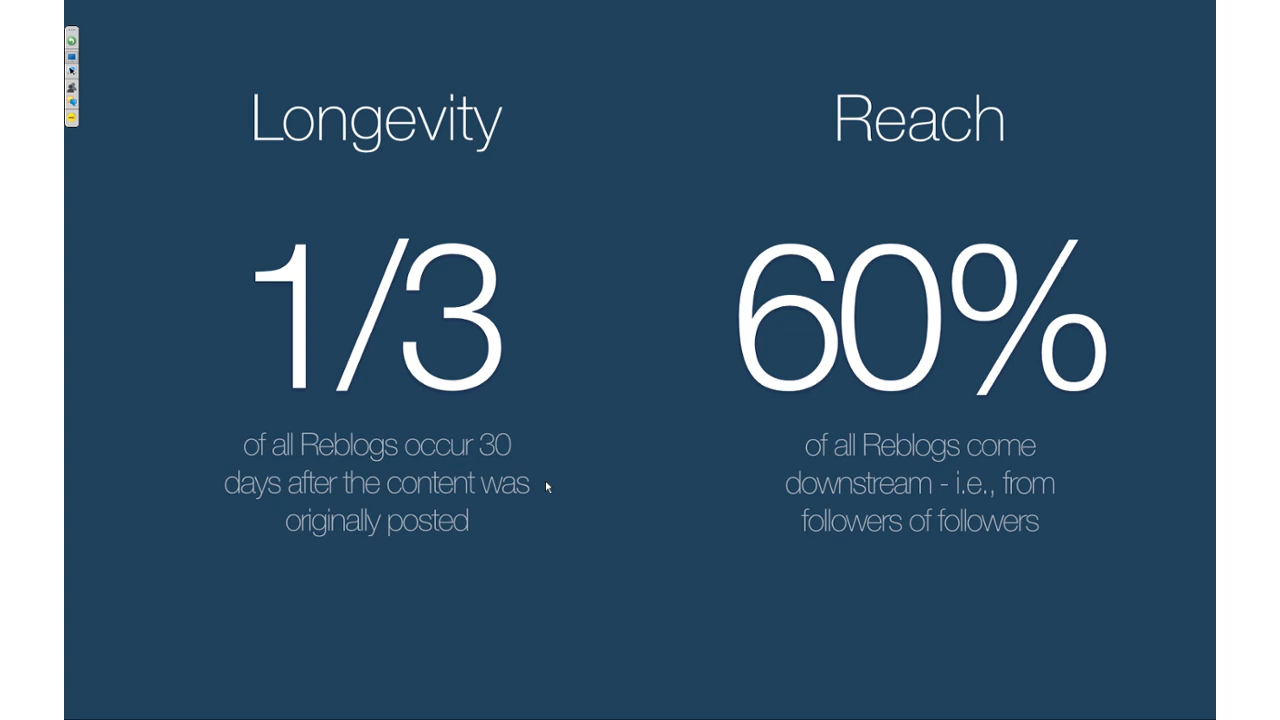 Longevity
1/3
of all Reblogs occur 30
days after the content was
originally posted
Reach
60%
of all Reblogs come
downstream - i.e., from
followers of followers